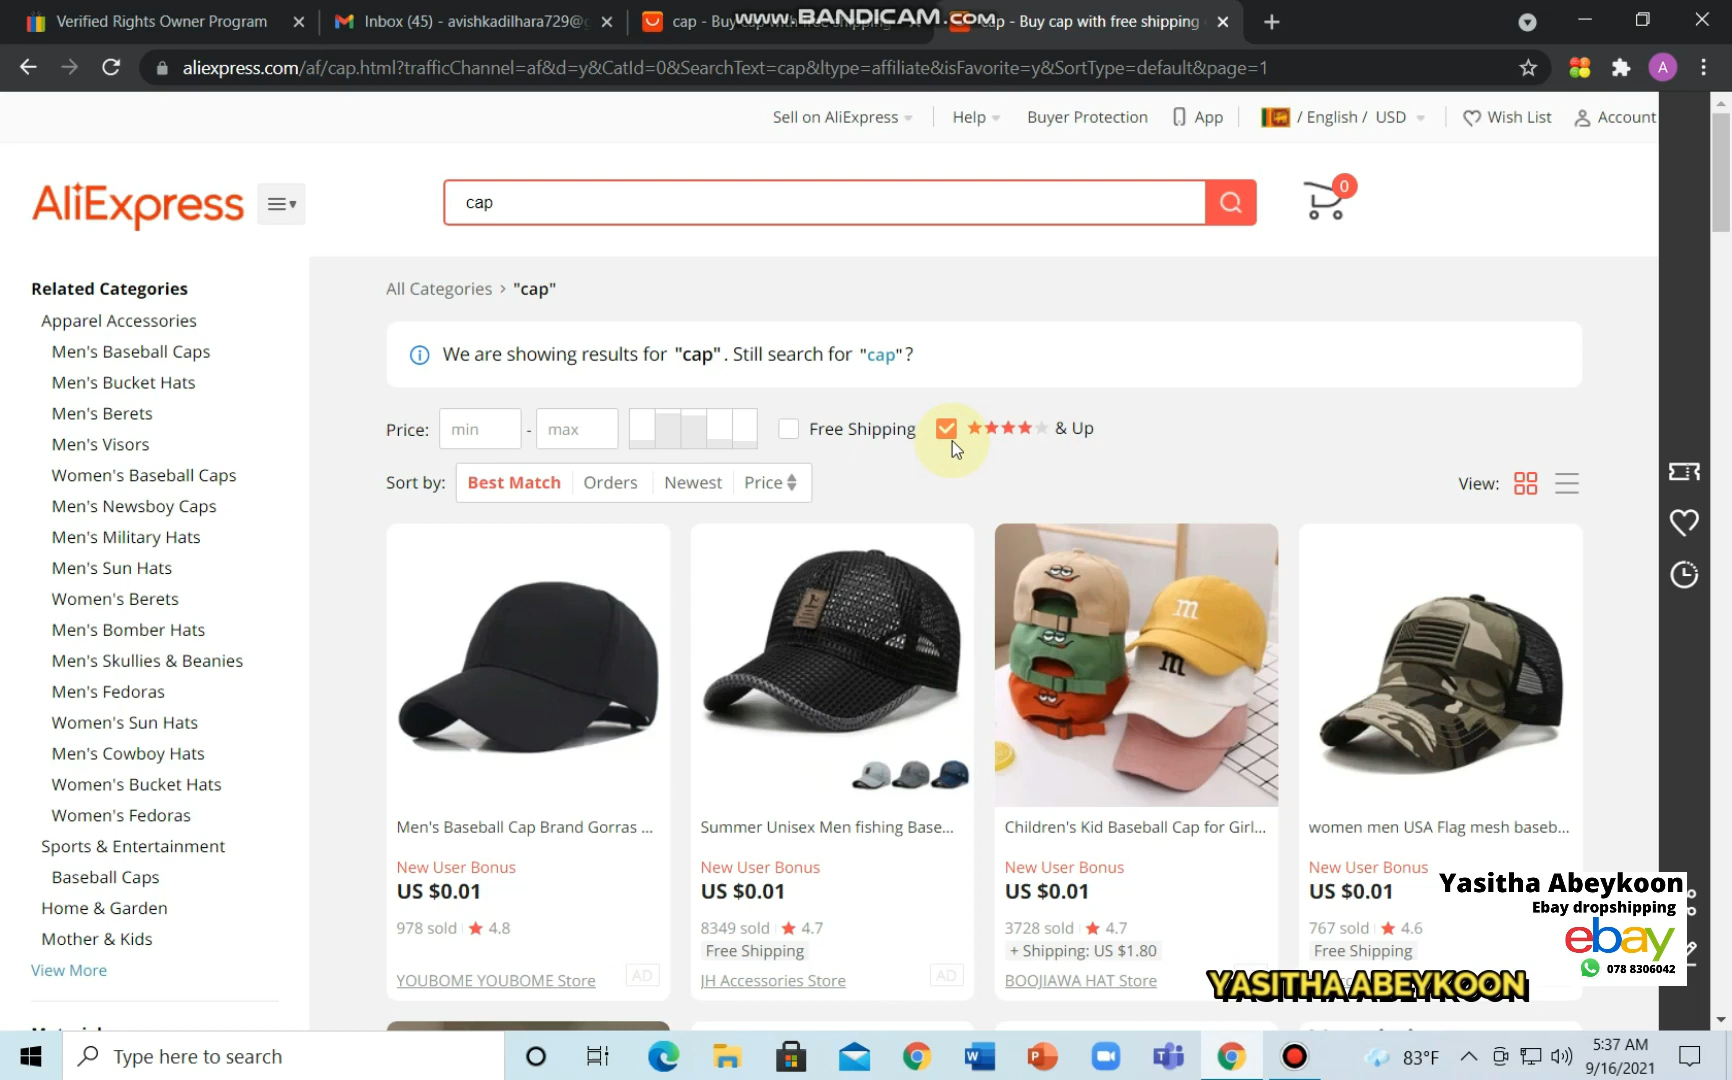 Verified Rights Owner Program
Inbox (45) - avishkadilhara729@g
cap - Buy cap with free shipping
www.BANDICAM.com
cap - Buy cap with free shipping
aliexpress.com/af/cap.html?trafficChannel=af&d=y&CatId=0&SearchText=cap&ltype=affiliate&isFavorite=y&SortType=default&page=1
A
Sell on AliExpress
Help
Buyer Protection
App
/ English / USD
Wish List
Account
AliExpress
cap
0
Related Categories
Apparel Accessories
Men's Baseball Caps
Men's Bucket Hats
Men's Berets
Men's Visors
Women's Baseball Caps
Men's Newsboy Caps
Men's Military Hats
Men's Sun Hats
Women's Berets
Men's Bomber Hats
Men's Skullies & Beanies
Men's Fedoras
Women's Sun Hats
Men's Cowboy Hats
Women's Bucket Hats
Women's Fedoras
Sports & Entertainment
Baseball Caps
Home & Garden
Mother & Kids
View More
All Categories > "cap"
We are showing results for "cap". Still search for "cap"?
Price: min - max
Free Shipping
& Up
Sort by: Best Match Orders Newest Price
View:
m
m
Men's Baseball Cap Brand Gorras ...
New User Bonus
US $0.01
978 sold 4.8
YOUBOME YOUBOME Store
AD
Summer Unisex Men fishing Base...
New User Bonus
US $0.01
8349 sold 4.7
Free Shipping
JH Accessories Store
AD
Children's Kid Baseball Cap for Girl...
New User Bonus
US $0.01
3728 sold 4.7
+ Shipping: US $1.80
BOOJIAWA HAT Store
women men USA Flag mesh baseb...
New User Bonus
US $0.01
767 sold 4.6
Free Shipping
Yasitha Abeykoon
Ebay dropshipping
ebay
078 8306042
YASITHA ABEYKOON
Type here to search
83°F
5:37 AM
9/16/2021